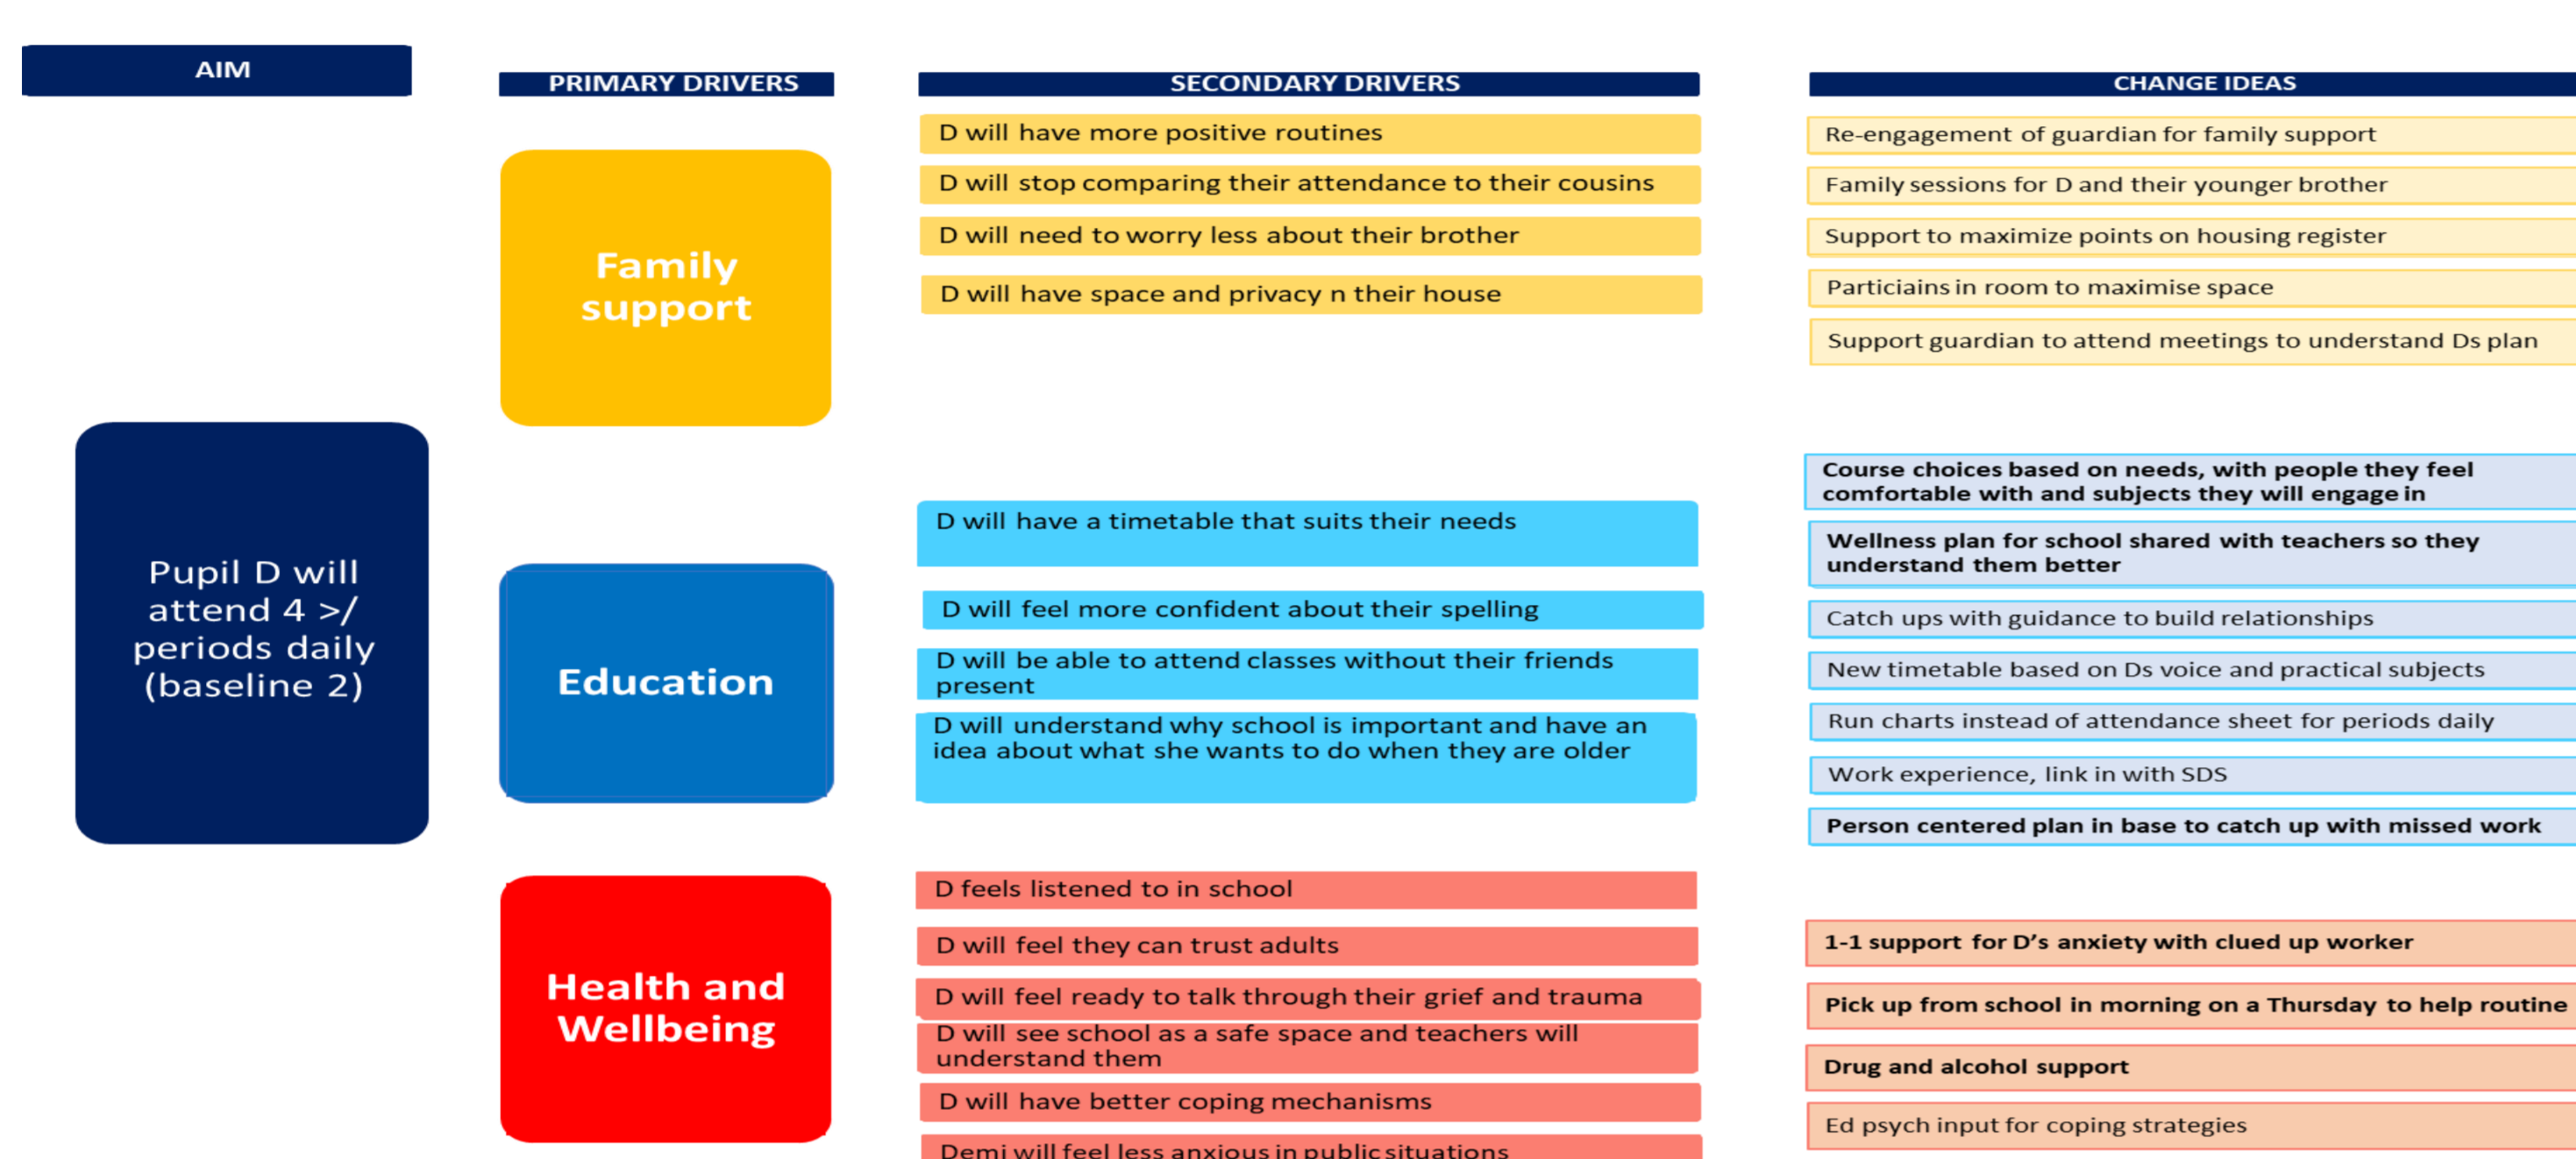 AIM
PRIMARY DRIVERS
SECONDARY DRIVERS
CHANGE IDEAS
Pupil D will
attend 4 >/
periods daily
(baseline 2)
Family
support
D will have more positive routines
D will stop comparing their attendance to their cousins
D will need to worry less about their brother
D will have space and privacy n their house
Re-engagement of guardian for family support
Family sessions for D and their younger brother
Support to maximize points on housing register
Particiains in room to maximise space
Support guardian to attend meetings to understand Ds plan
Education
D will have a timetable that suits their needs
D will feel more confident about their spelling
D will be able to attend classes without their friends
present
D will understand why school is important and have an
idea about what she wants to do when they are older
Course choices based on needs, with people they feel
comfortable with and subjects they will engage in
Wellness plan for school shared with teachers so they
understand them better
Catch ups with guidance to build relationships
New timetable based on Ds voice and practical subjects
Run charts instead of attendance sheet for periods daily
Work experience, link in with SDS
Person centered plan in base to catch up with missed work
Health and
Wellbeing
D feels listened to in school
D will feel they can trust adults
D will feel ready to talk through their grief and trauma
D will see school as a safe space and teachers will
understand them
D will have better coping mechanisms
Demi will feel less anxious in public situations
1-1 support for D's anxiety with clued up worker
Pick up from school in morning on a Thursday to help routine
Drug and alcohol support
Ed psych input for coping strategies